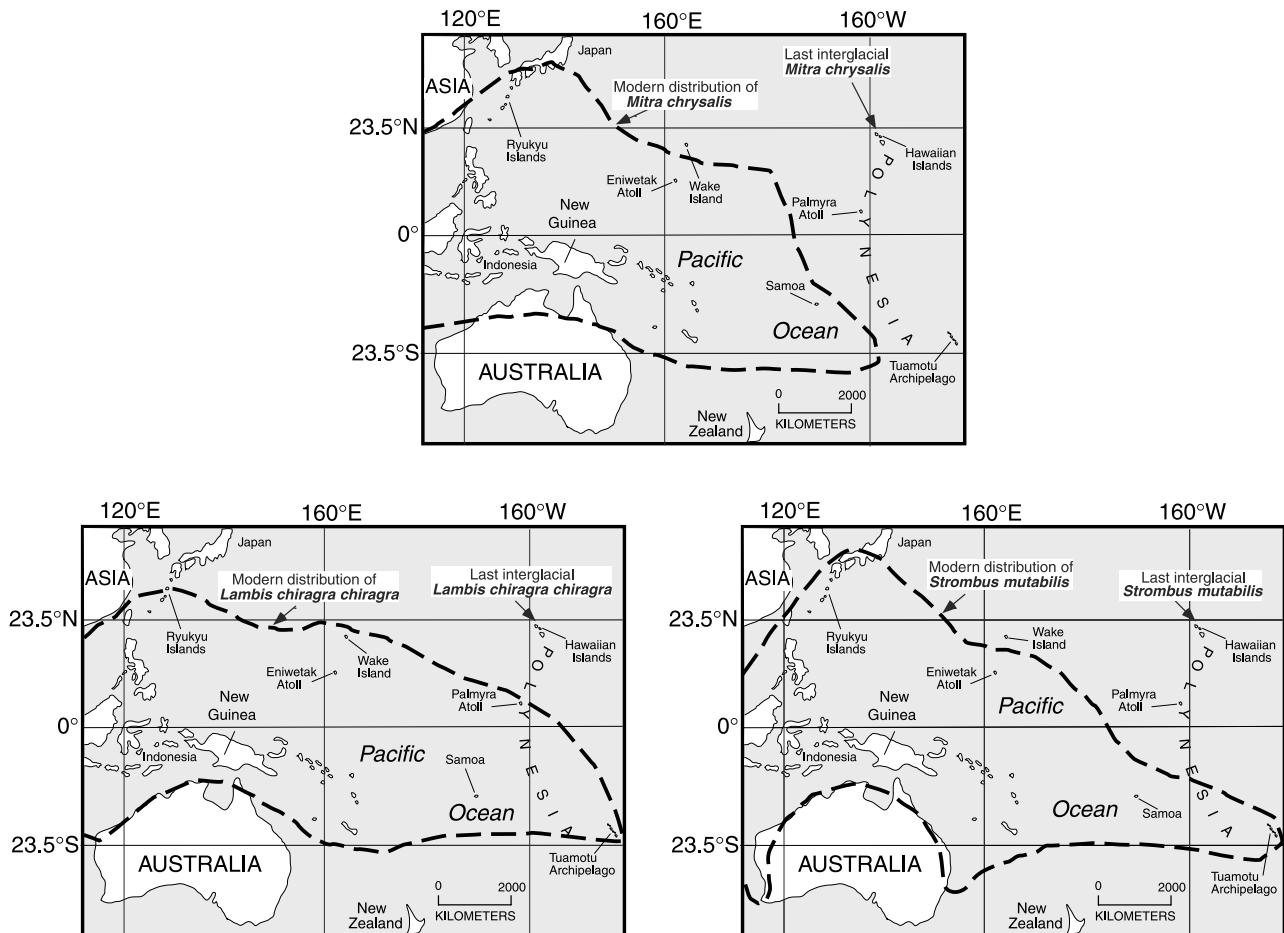 120°E 160°E 160°W
Japan
ASIA
Last interglacial
Mitra chrysalis
Modern distribution of
Mitra chrysalis
23.5°N
Ryukyu
Islands
Hawaiian
Islands
Eniwetak
Atoll
Wake
Island
New
Guinea
Palmyra
Atoll
POLYNESIA
0°
Indonesia
Pacific
Samoa
Ocean
23.5°S
AUSTRALIA
Tuamotu
Archipelago
0 2000
KILOMETERS
New
Zealand
120°E 160°E 160°W
Japan
ASIA
Modern distribution of
Lambis chiragra chiragra
Last interglacial
Lambis chiragra chiragra
23.5°N
Ryukyu
Islands
Wake
Island
Hawaiian
Islands
Eniwetak
Atoll
New
Guinea
Palmyra
Atoll
POLYNESIA
0°
Indonesia
Pacific
Samoa
Ocean
23.5°S
AUSTRALIA
Tuamotu
Archipelago
0 2000
KILOMETERS
New
Zealand
120°E 160°E 160°W
Japan
ASIA
Modern distribution of
Strombus mutabilis
Last interglacial
Strombus mutabilis
23.5°N
Ryukyu
Islands
Wake
Island
Hawaiian
Islands
Eniwetak
Atoll
New
Guinea
Pacific
Palmyra
Atoll
POLYNESIA
0°
Indonesia
Ocean
Samoa
23.5°S
AUSTRALIA
Tuamotu
Archipelago
0 2000
KILOMETERS
New
Zealand